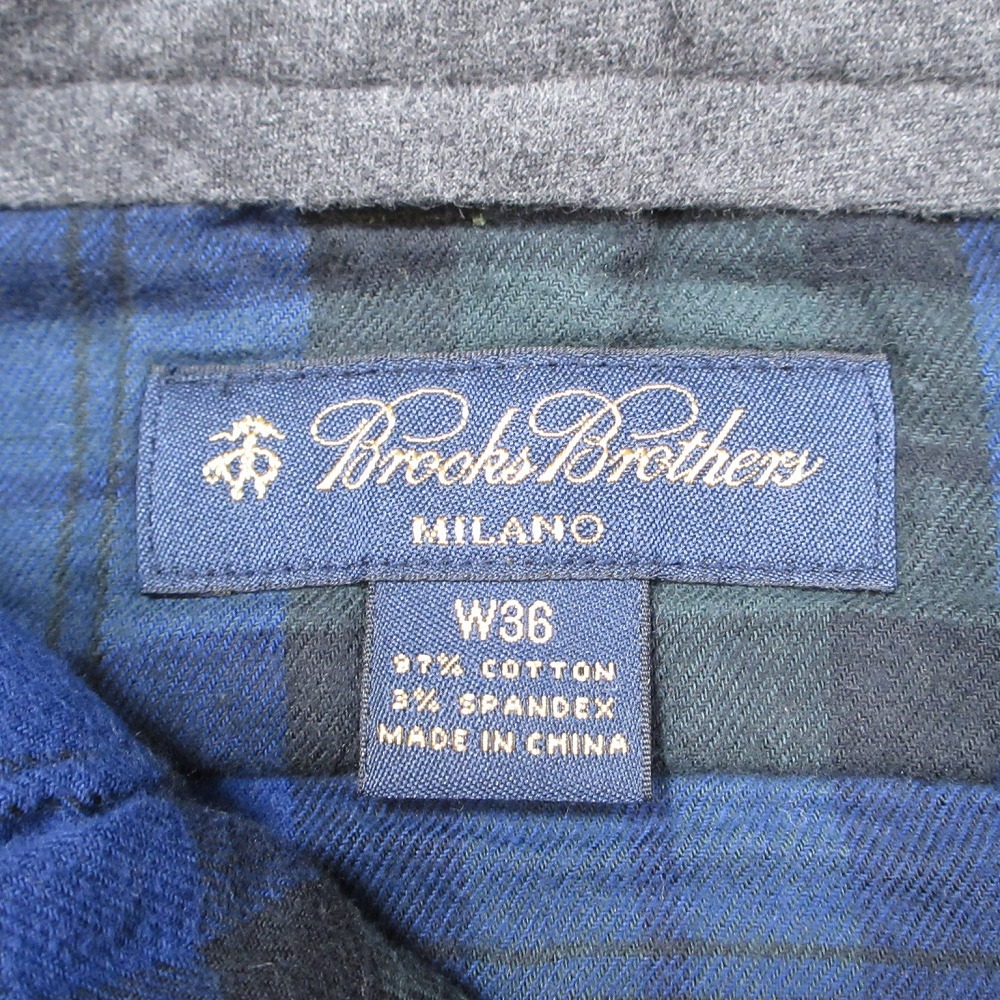 Brooks Brothers
MILANO
W36
97% COTTON
3% SPANDEX
MADE IN CHINA